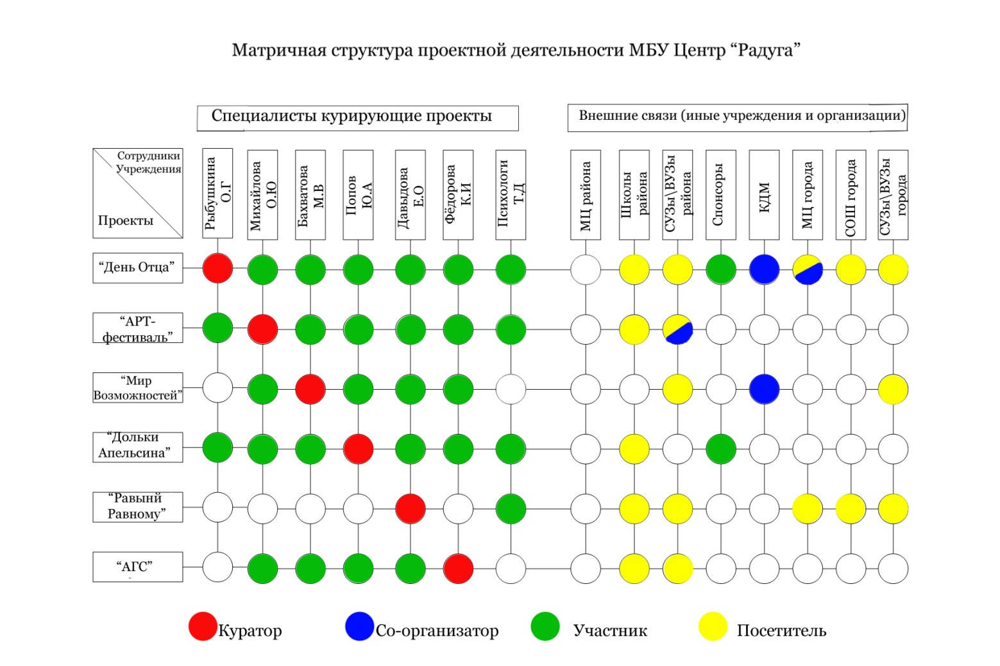 Матричная структура проектной деятельности МБУ Центр “Радуга”
Специалисты курирующие проекты
Внешние связи (иные учреждения и организации)
Сотрудники
Учреждения
Проекты
Рыбушкина
О.Г
Михайлова
О.Ю
Бахватова
М.В
Попов
Ю.А
Давыдова
Е.О
Фёдорова
К.И
Психологи
Т.Д
МЦ района
Школы
района
СУЗы\ВУЗы
района
Спонсоры
КДМ
МЦ города
СОШ города
СУЗы\ВУЗы
города
“День Отца”
“АРТ-
фестиваль”
“Мир
Возможностей”
“Дольки
Апельсина”
“Равынй
Равному”
“АГС”
Куратор
Со-организатор
Участник
Посетитель